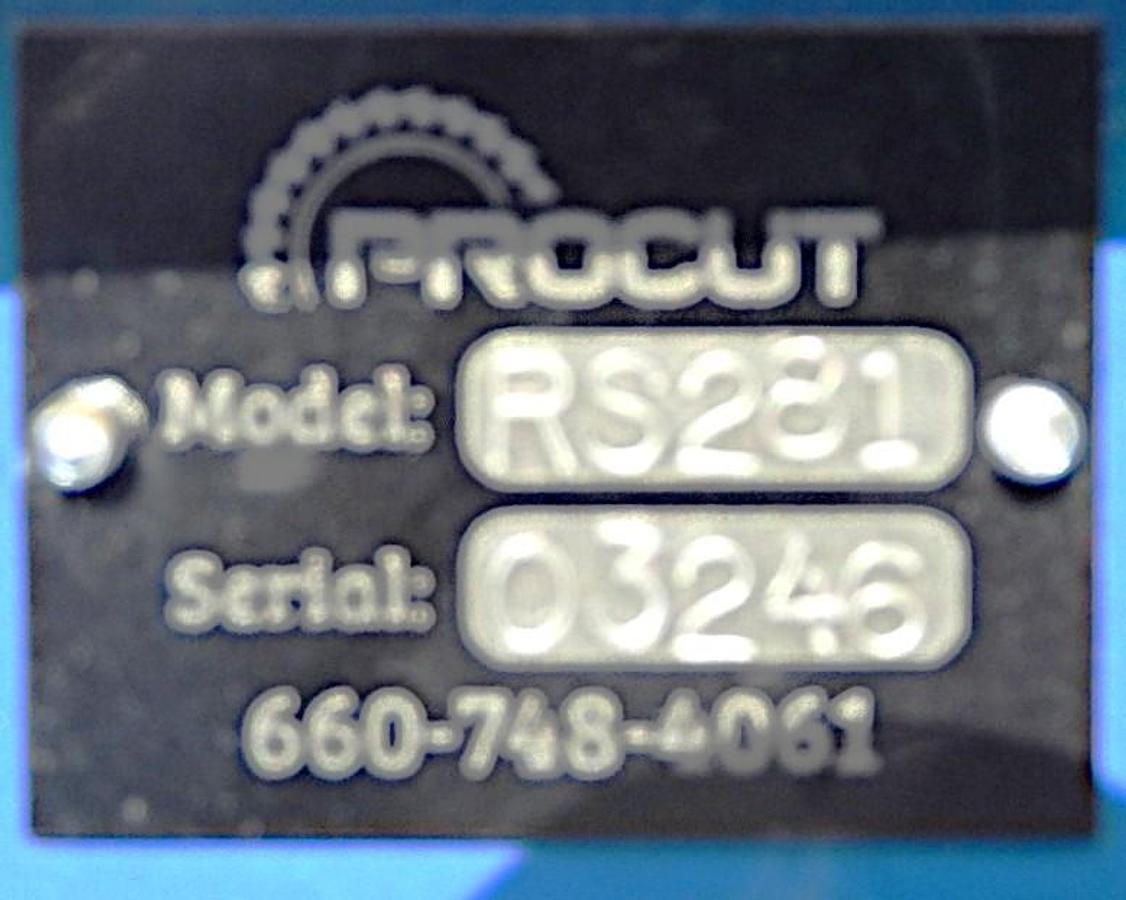 PROCUT
Model: RS281
Serial: 03246
660-748-4061